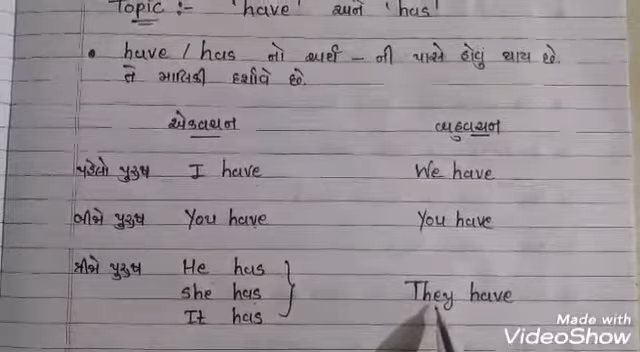 Topic :- 'have' અને 'has'
• have / has નો અર્થ - ની પાસે હોવું થાય છે.
તે માલિકી દર્શાવે છે.
એકવચન બહુવચન
પહેલો પુરુષ I have We have
બીજો પુરુષ You have You have
ત્રીજો પુરુષ He has
she has They have
It has
Made with
VideoShow